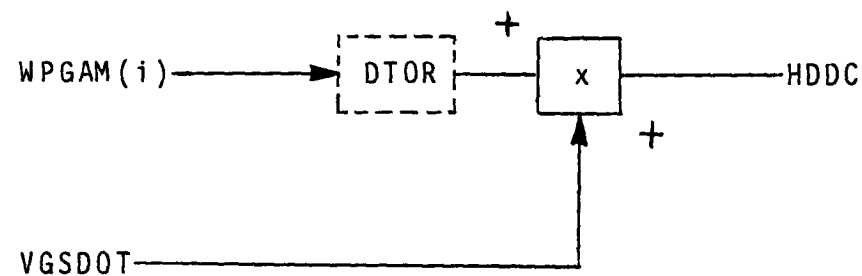 +
WPGAM(i) DTOR x HDDC
+
VGSDOT